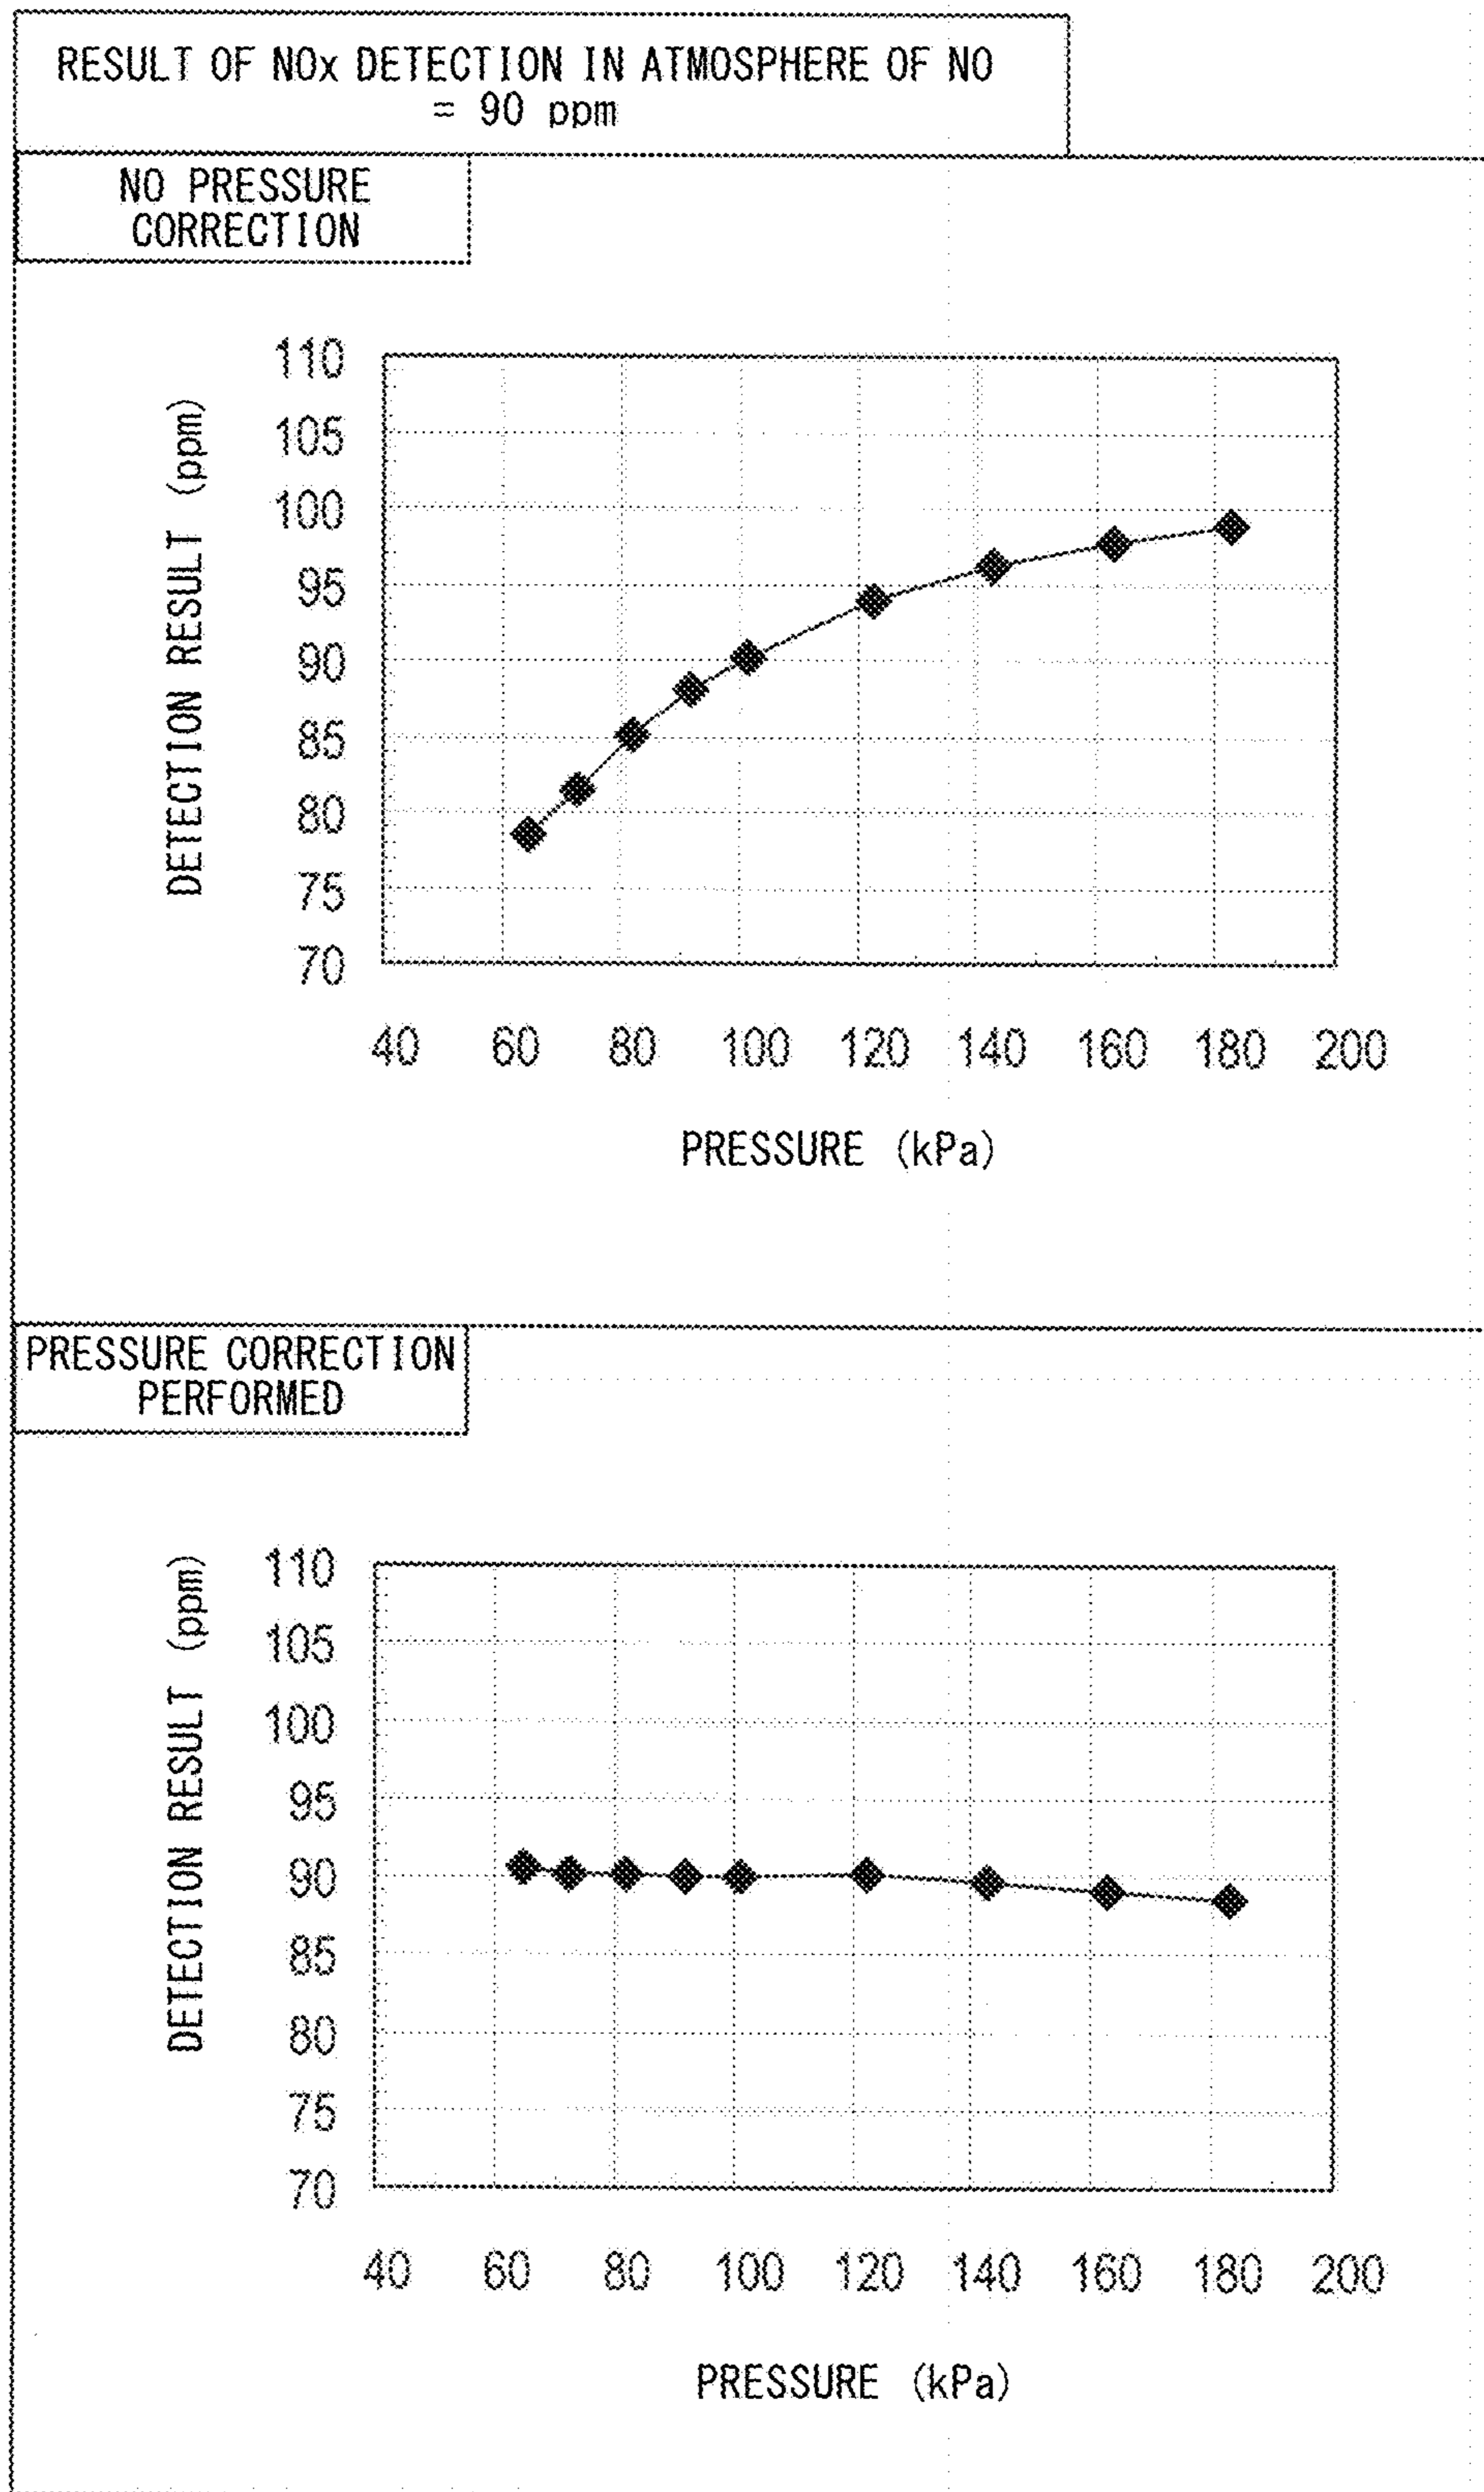 RESULT OF NOx DETECTION IN ATMOSPHERE OF NO
= 90 ppm
NO PRESSURE
CORRECTION
DETECTION RESULT (ppm)
110
105
100
95
90
85
80
75
70
40 60 80 100 120 140 160 180 200
PRESSURE (kPa)
PRESSURE CORRECTION
PERFORMED
DETECTION RESULT (ppm)
110
105
100
95
90
85
80
75
70
40 60 80 100 120 140 160 180 200
PRESSURE (kPa)